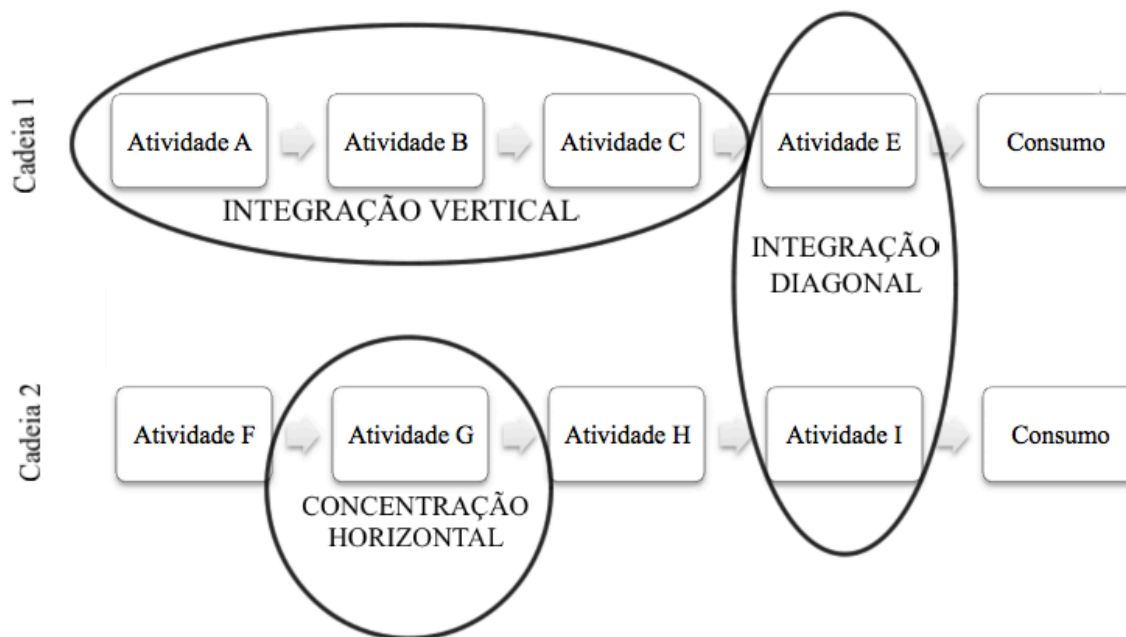 Cadeia 1
Atividade A
Atividade B
Atividade C
Atividade E
Consumo
INTEGRAÇÃO VERTICAL
INTEGRAÇÃO
DIAGONAL
Cadeia 2
Atividade F
Atividade G
Atividade H
Atividade I
Consumo
CONCENTRAÇÃO
HORIZONTAL